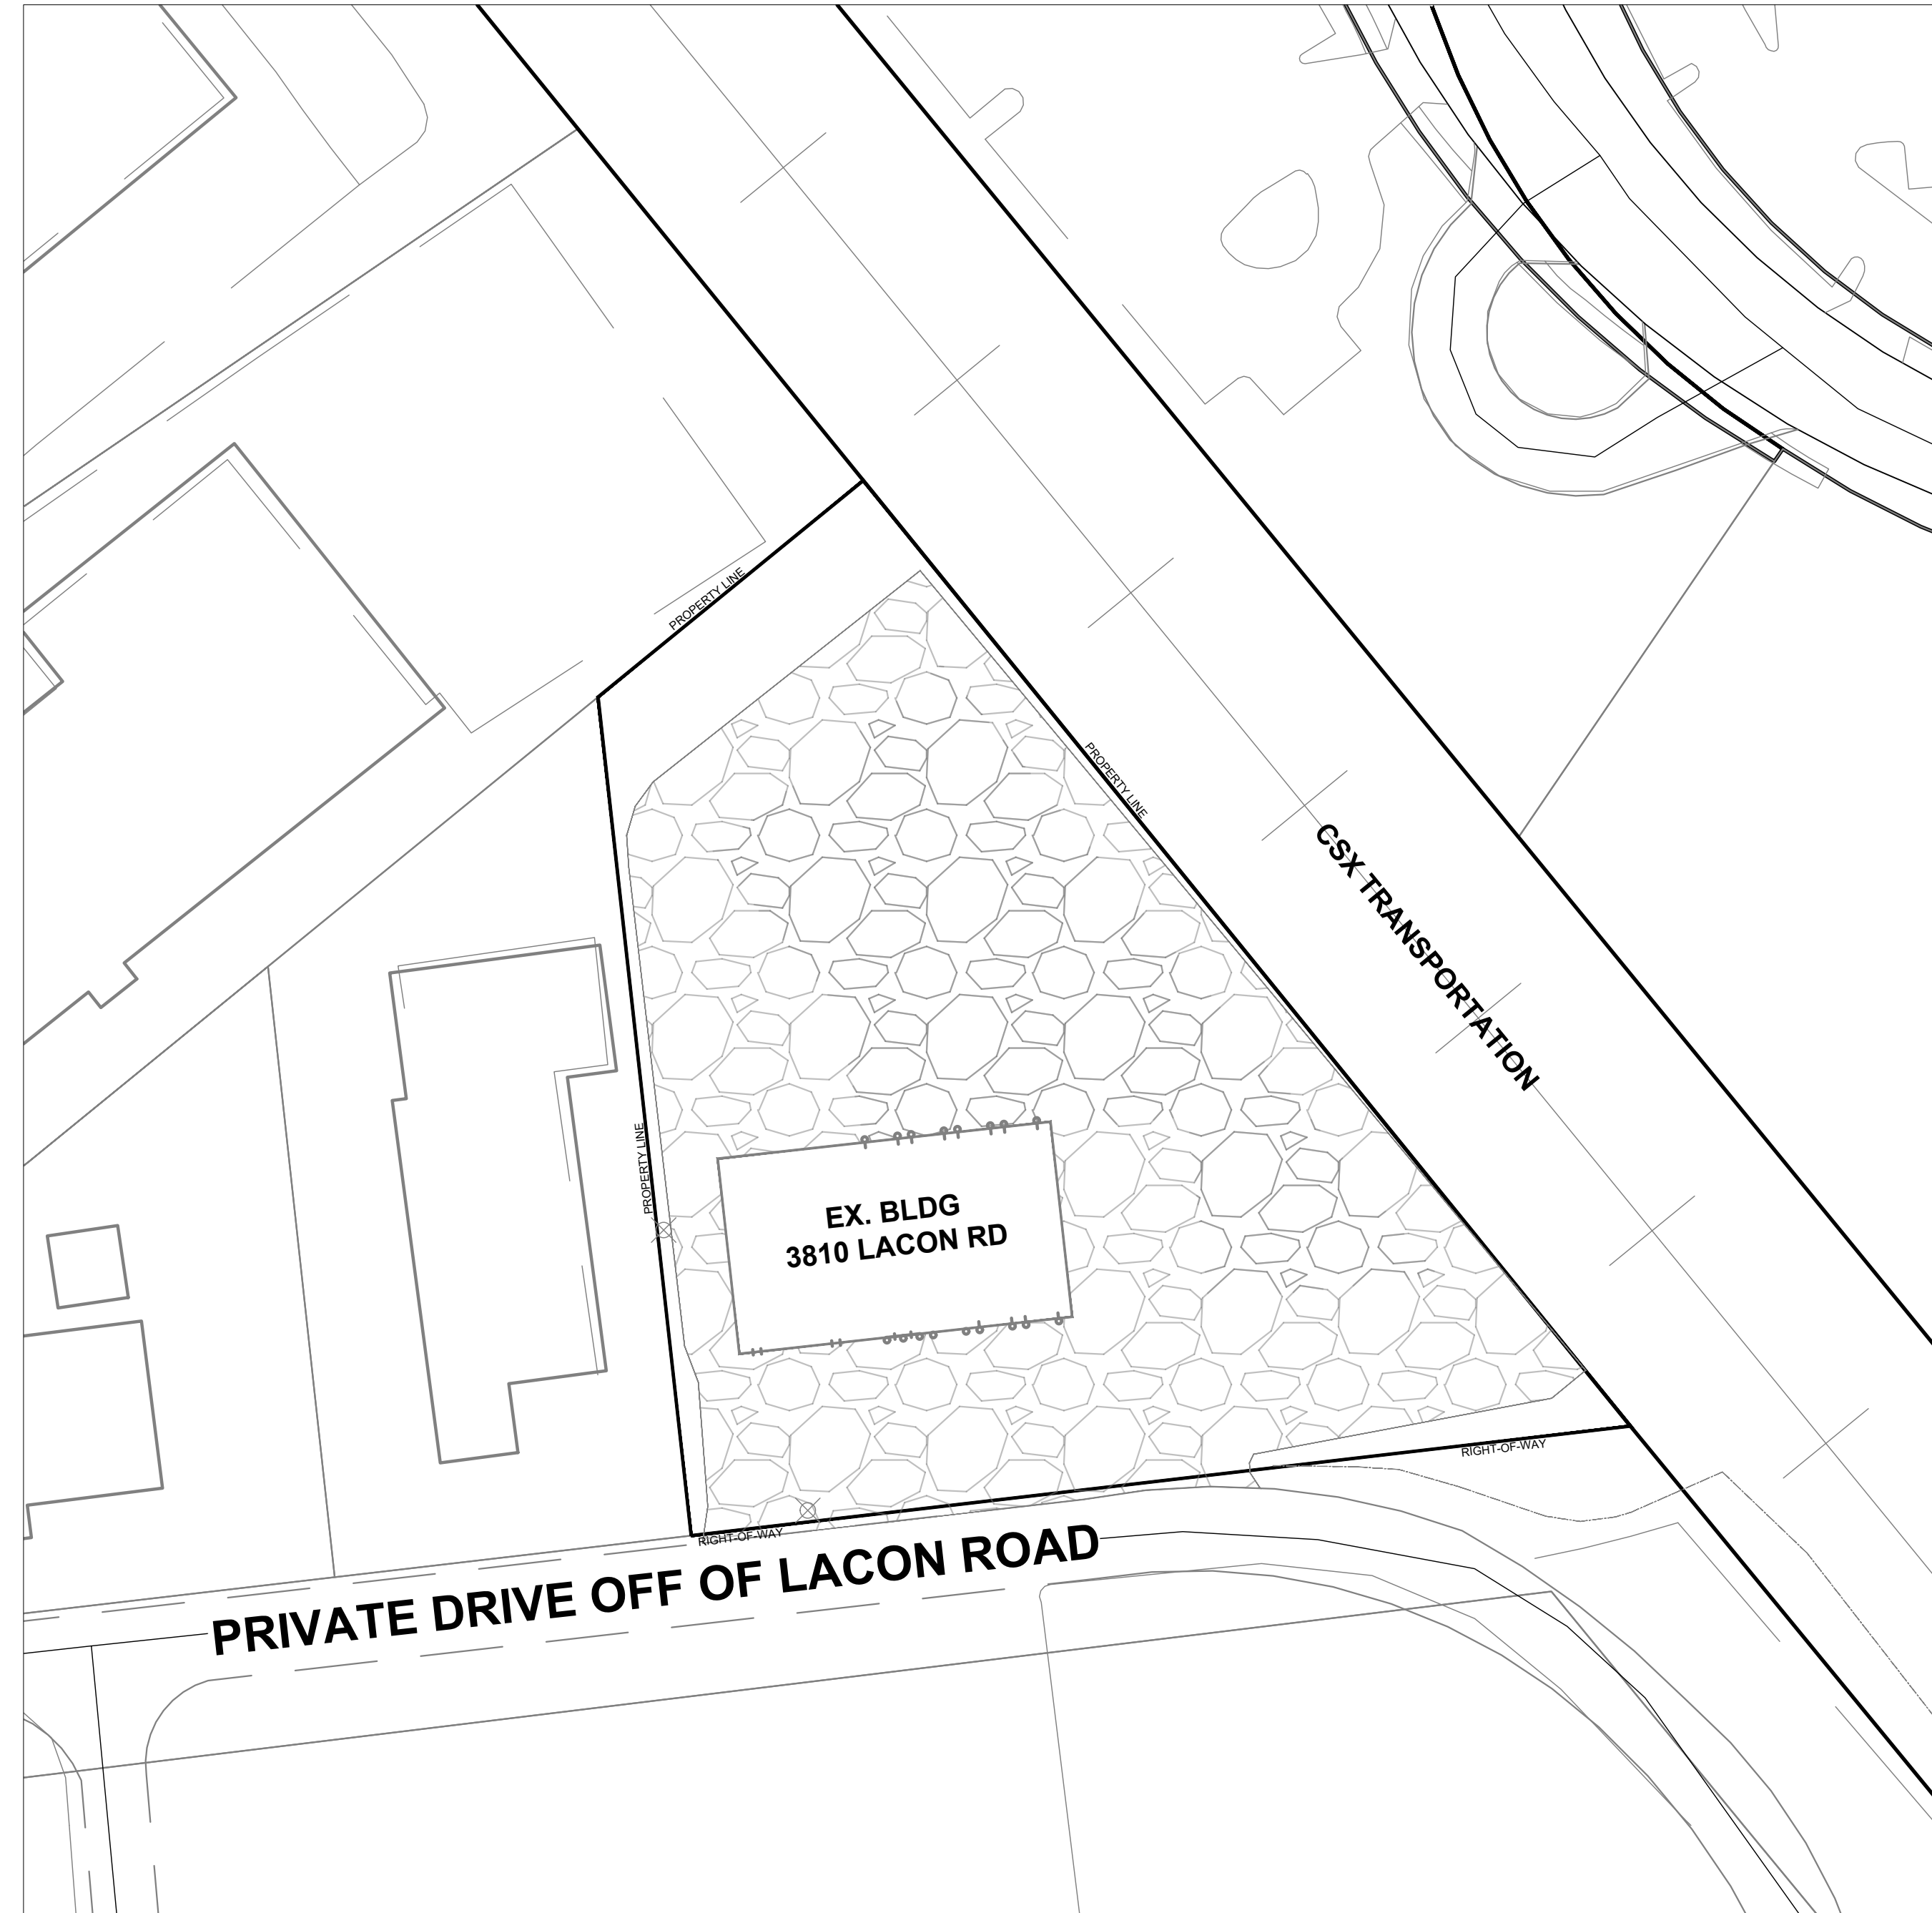 PROPERTY LINE
PROPERTY LINE
CSX TRANSPORTATION
PROPERTY LINE
EX. BLDG
3810 LACON RD
RIGHT-OF-WAY
RIGHT-OF-WAY
PRIVATE DRIVE OFF OF LACON ROAD